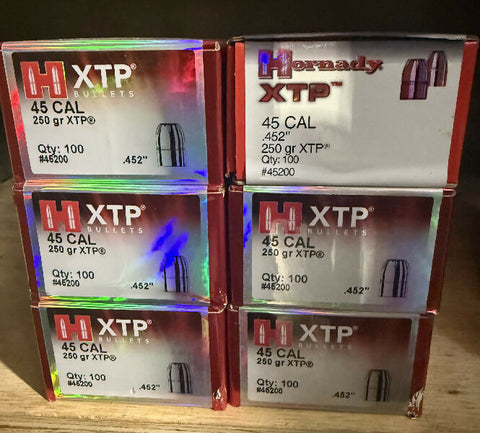 H XTP®
BULLETS
45 CAL
250 gr XTP®
Qty: 100
#45200
.452"
Hornady
XTP™
45 CAL
.452"
250 gr XTP®
Qty: 100
#45200
H XTP®
BULLETS
45 CAL
250 gr XTP®
Qty: 100
#45200
.452"
H XTP®
BULLETS
45 CAL
250 gr XTP®
Qty: 100
#45200
.452"
H XTP®
BULLETS
45 CAL
250 gr XTP®
Qty: 100
#45200
.452"
H XTP®
BULLETS
45 CAL
250 gr XTP®
Qty: 100
#45200
.452"